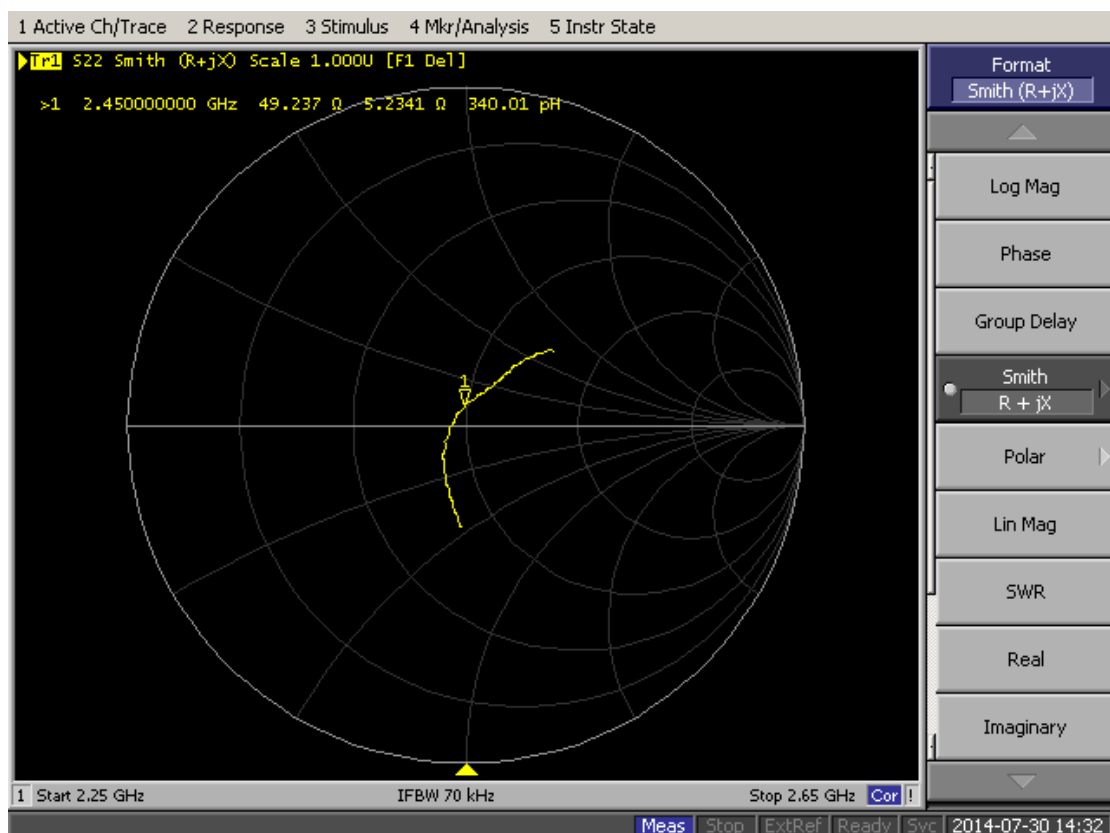 1 Active Ch/Trace 2 Response 3 Stimulus 4 Mkr/Analysis 5 Instr State
Tr1 S22 Smith (R+jX) Scale 1.000U [F1 Del]
>1 2.450000000 GHz 49.237 Ω 5.2341 Ω 340.01 pH
1
1 Start 2.25 GHz IFBW 70 kHz Stop 2.65 GHz Cor !
Format
Smith (R+jX)
Log Mag
Phase
Group Delay
Smith
R + jX
Polar
Lin Mag
SWR
Real
Imaginary
Meas Stop ExtRef Ready Svc 2014-07-30 14:32